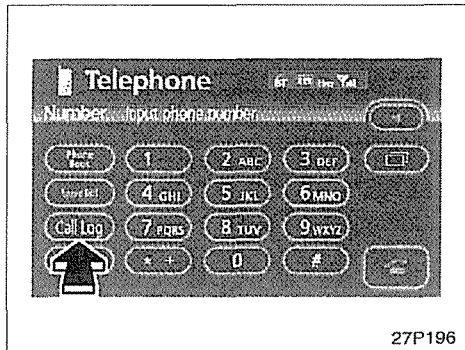 Telephone
Number Input phone number
Phone Book 1 2 ABC 3 DEF
4 GHI 5 JKL 6 MNO
Call Log 7 PQRS 8 TUV 9 WXYZ
* + 0 #
27P196